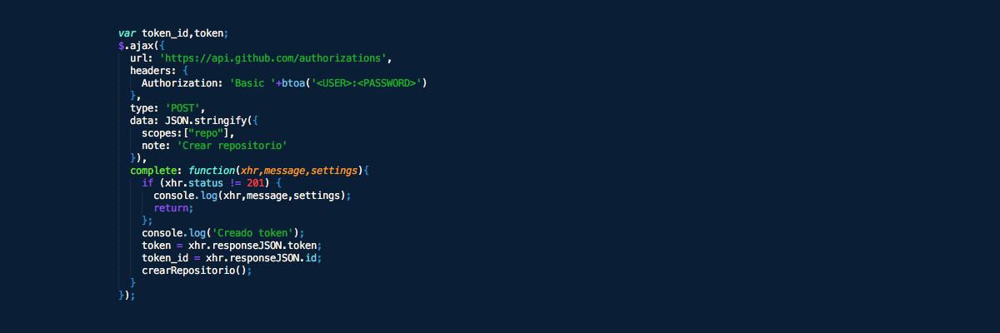 var token_id,token;
$.ajax({
url: 'https://api.github.com/authorizations',
headers: {
Authorization: 'Basic '+btoa('<USER>:<PASSWORD>')
},
type: 'POST',
data: JSON.stringify({
scopes:["repo"],
note: 'Crear repositorio'
}),
complete: function(xhr,message,settings){
if (xhr.status != 201) {
console.log(xhr,message,settings);
return;
};
console.log('Creado token');
token = xhr.responseJSON.token;
token_id = xhr.responseJSON.id;
crearRepositorio();
}
});